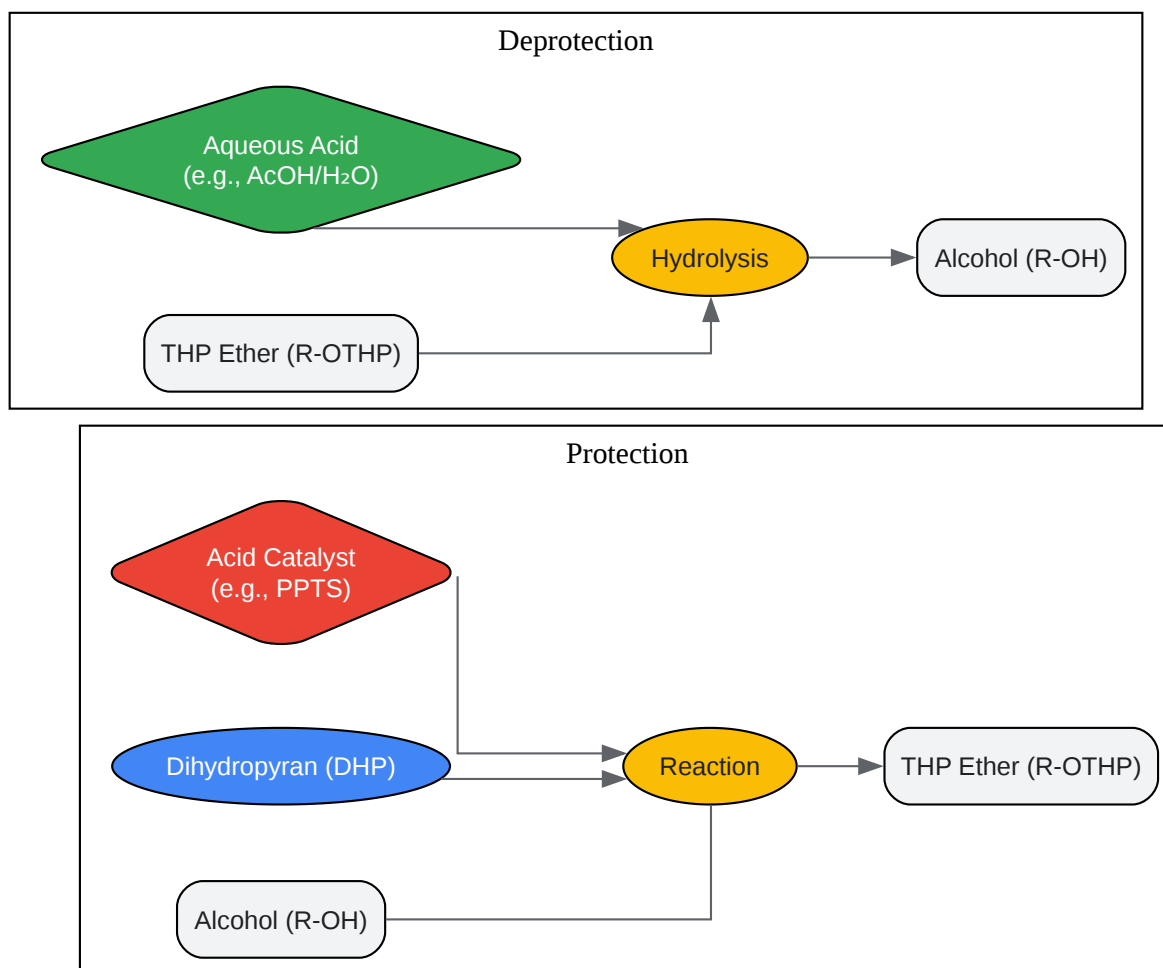 Deprotection
Aqueous Acid
(e.g., AcOH/H₂O)
Hydrolysis
Alcohol (R-OH)
THP Ether (R-OTHP)
Protection
Acid Catalyst
(e.g., PPTS)
Dihydropyran (DHP)
Reaction
THP Ether (R-OTHP)
Alcohol (R-OH)